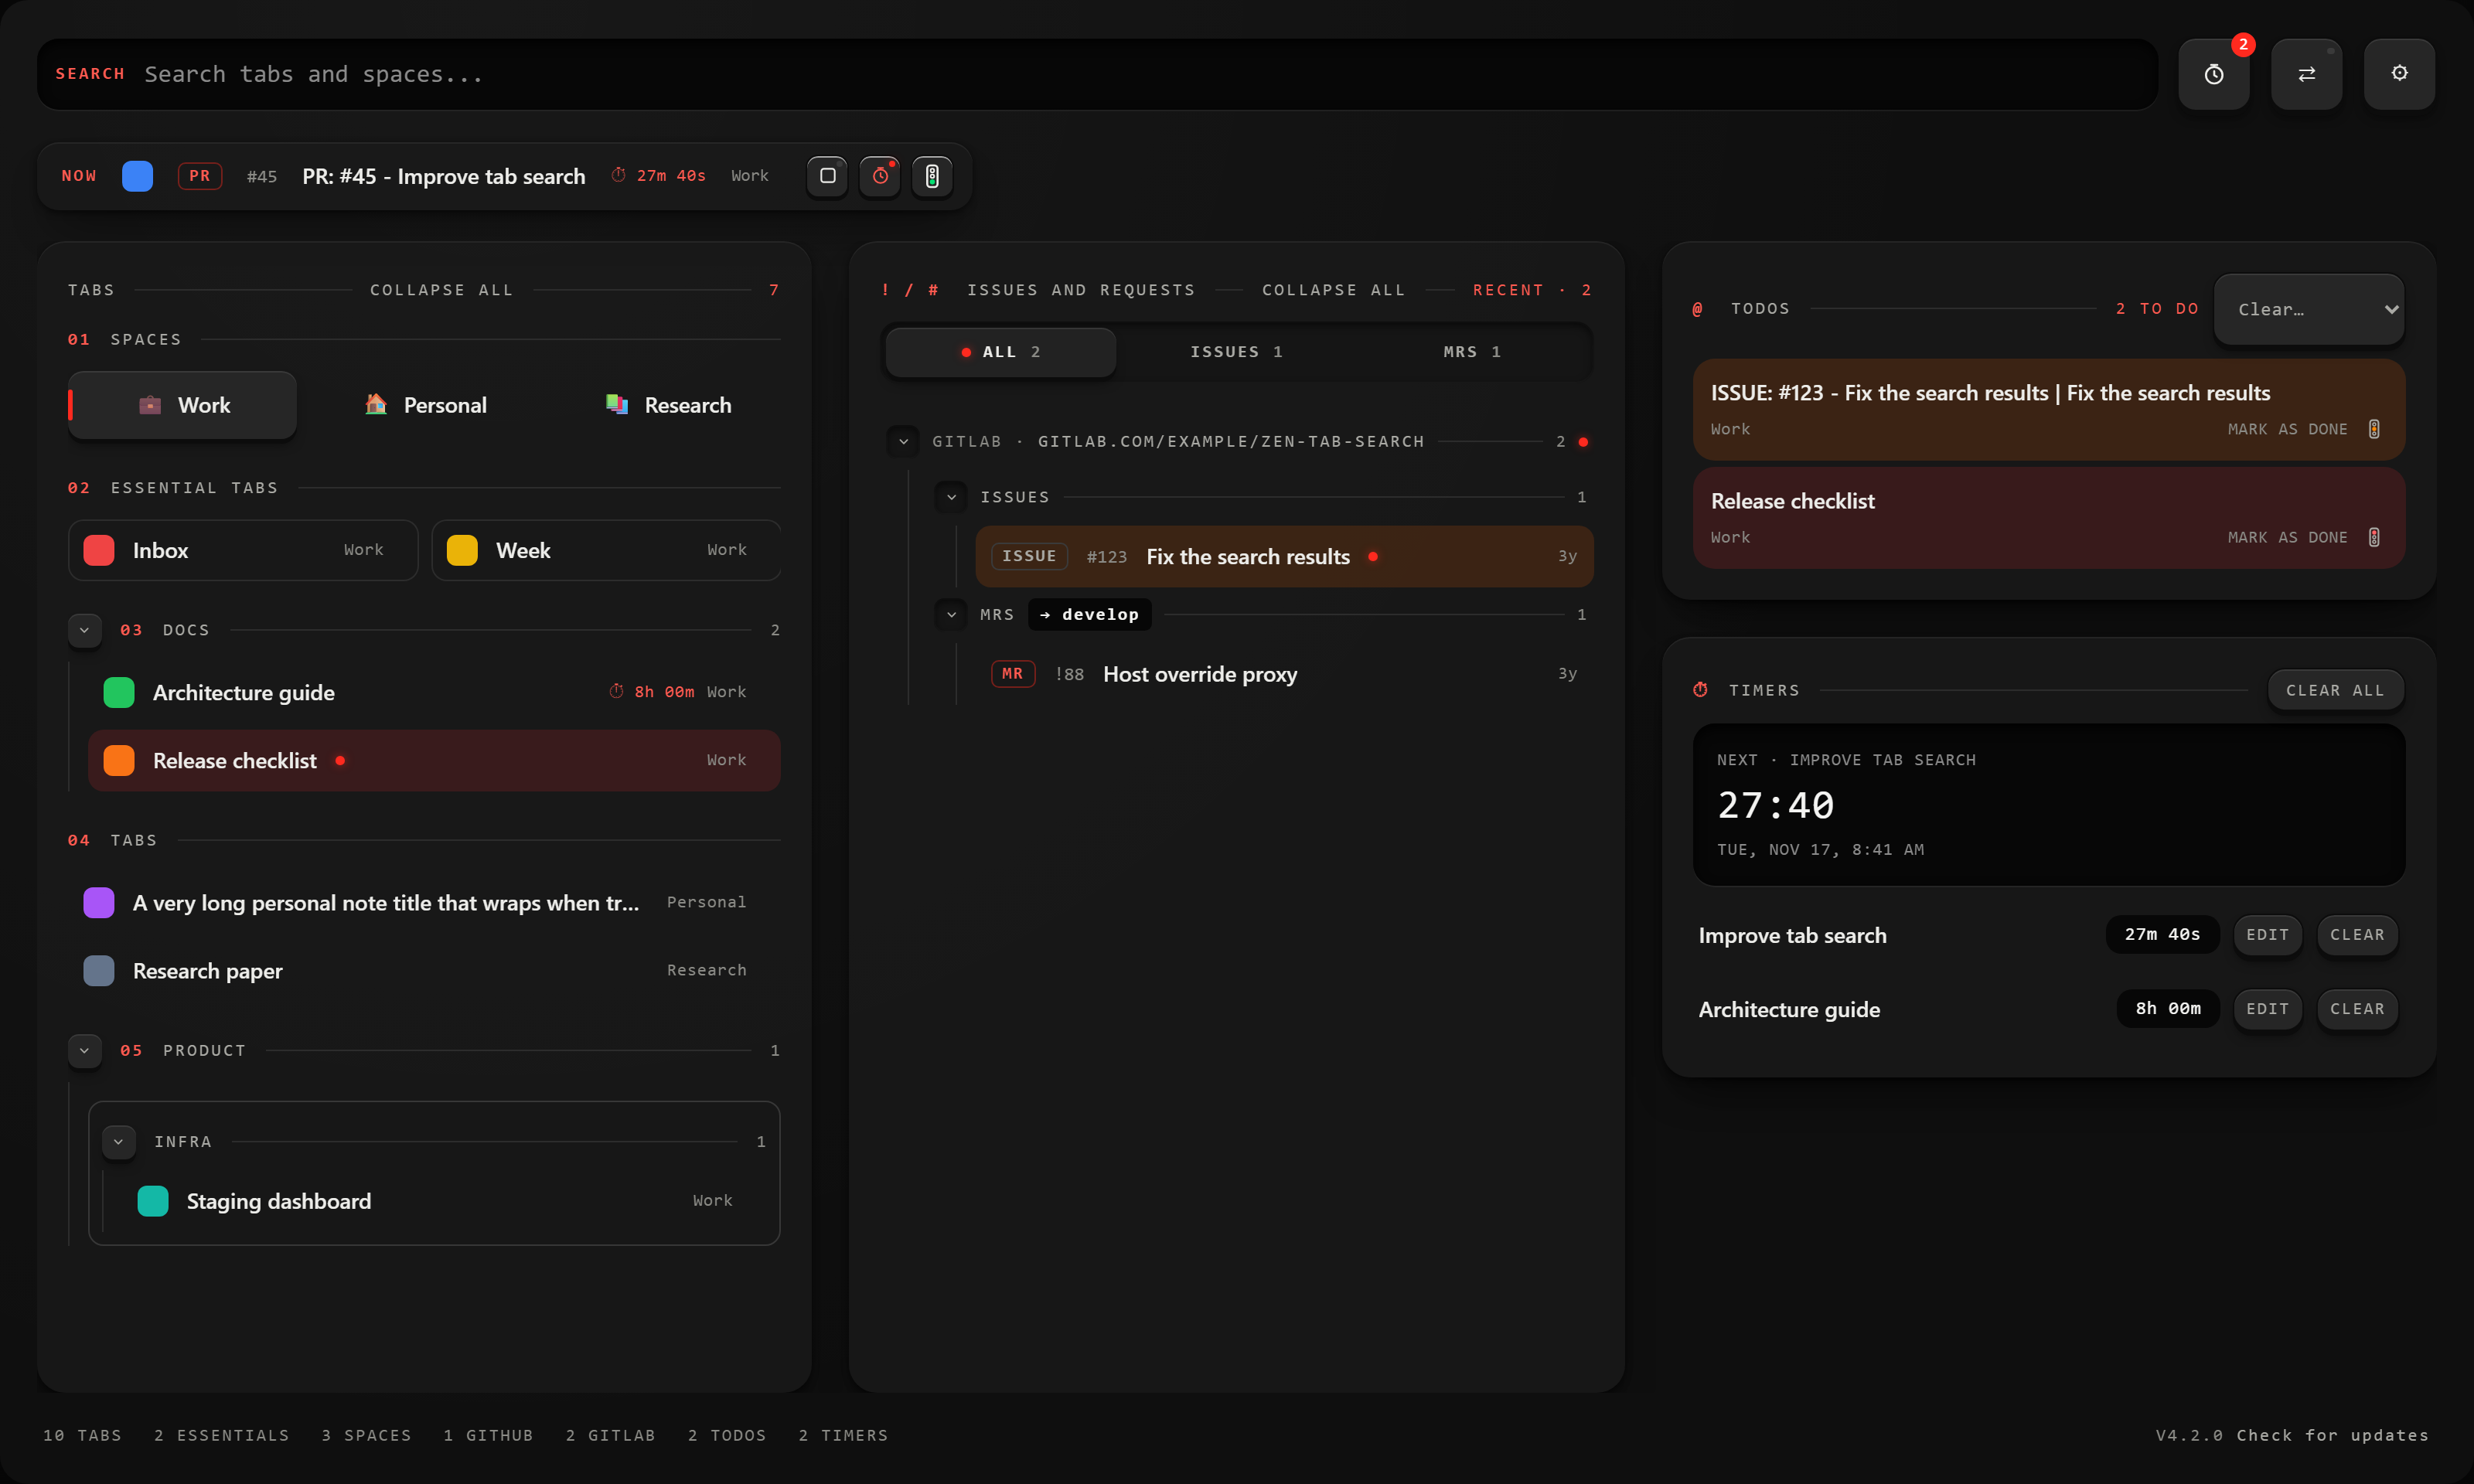 SEARCH Search tabs and spaces... 2
NOW PR #45 PR: #45 - Improve tab search 27m 40s Work
TABS COLLAPSE ALL 7
01 SPACES
Work Personal Research
02 ESSENTIAL TABS
Inbox Work Week Work
03 DOCS 2
Architecture guide 8h 00m Work
Release checklist Work
04 TABS
A very long personal note title that wraps when tr... Personal
Research paper Research
05 PRODUCT 1
INFRA 1
Staging dashboard Work
! / # ISSUES AND REQUESTS COLLAPSE ALL RECENT · 2
ALL 2 ISSUES 1 MRS 1
GITLAB · GITLAB.COM/EXAMPLE/ZEN-TAB-SEARCH 2
ISSUES 1
ISSUE #123 Fix the search results 3y
MRS → develop 1
MR !88 Host override proxy 3y
@ TODOS 2 TO DO Clear…
ISSUE: #123 - Fix the search results | Fix the search results
Work MARK AS DONE
Release checklist
Work MARK AS DONE
TIMERS CLEAR ALL
NEXT · IMPROVE TAB SEARCH
27:40
TUE, NOV 17, 8:41 AM
Improve tab search 27m 40s EDIT CLEAR
Architecture guide 8h 00m EDIT CLEAR
10 TABS 2 ESSENTIALS 3 SPACES 1 GITHUB 2 GITLAB 2 TODOS 2 TIMERS V4.2.0 Check for updates